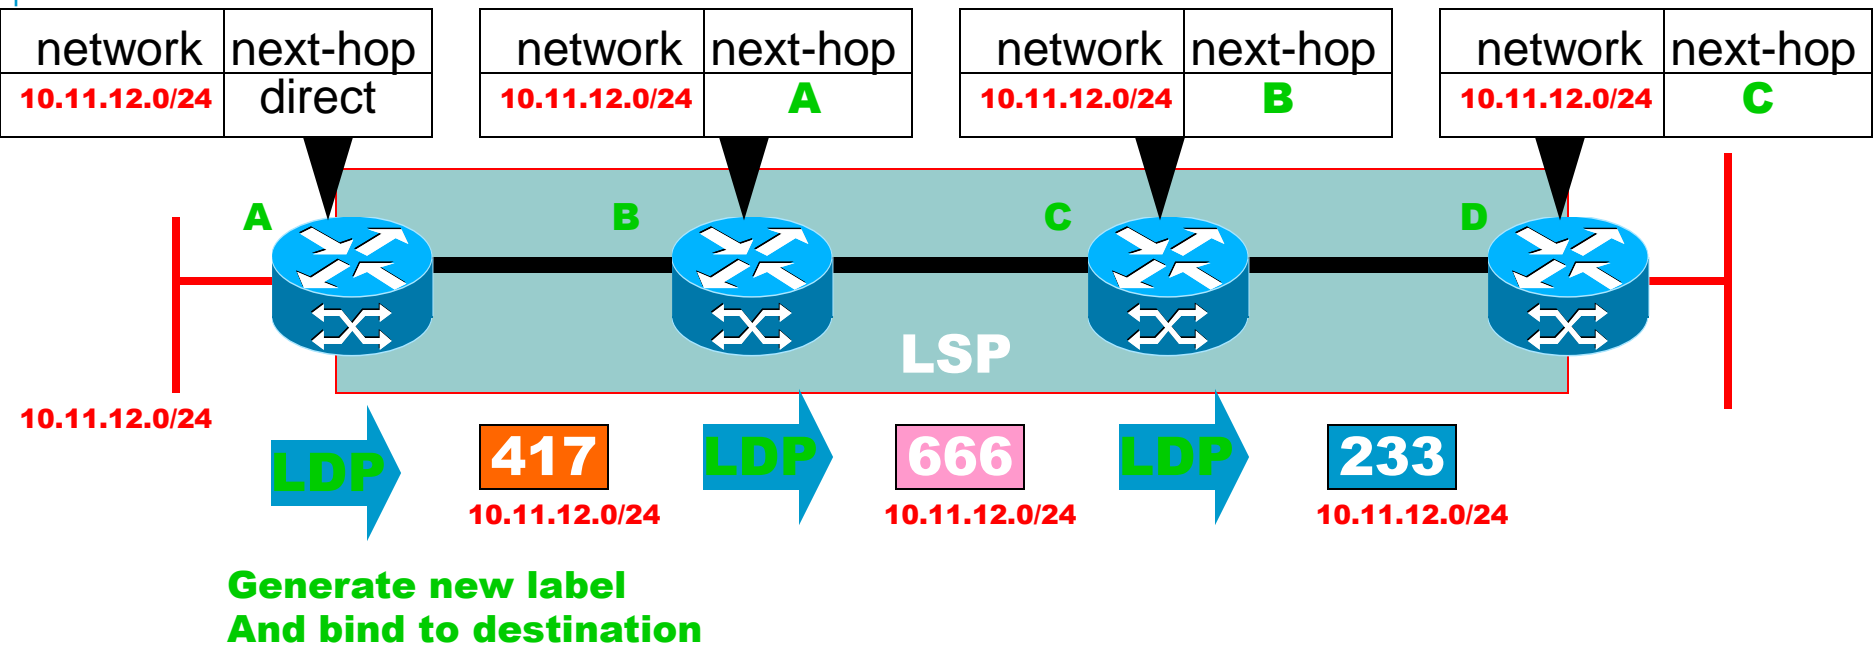 network next-hop network next-hop network next-hop network next-hop
10.11.12.0/24 direct 10.11.12.0/24 A 10.11.12.0/24 B 10.11.12.0/24 C
A B C D
LSP
10.11.12.0/24
LDP 417 LDP 666 LDP 233
10.11.12.0/24 10.11.12.0/24 10.11.12.0/24
Generate new label
And bind to destination